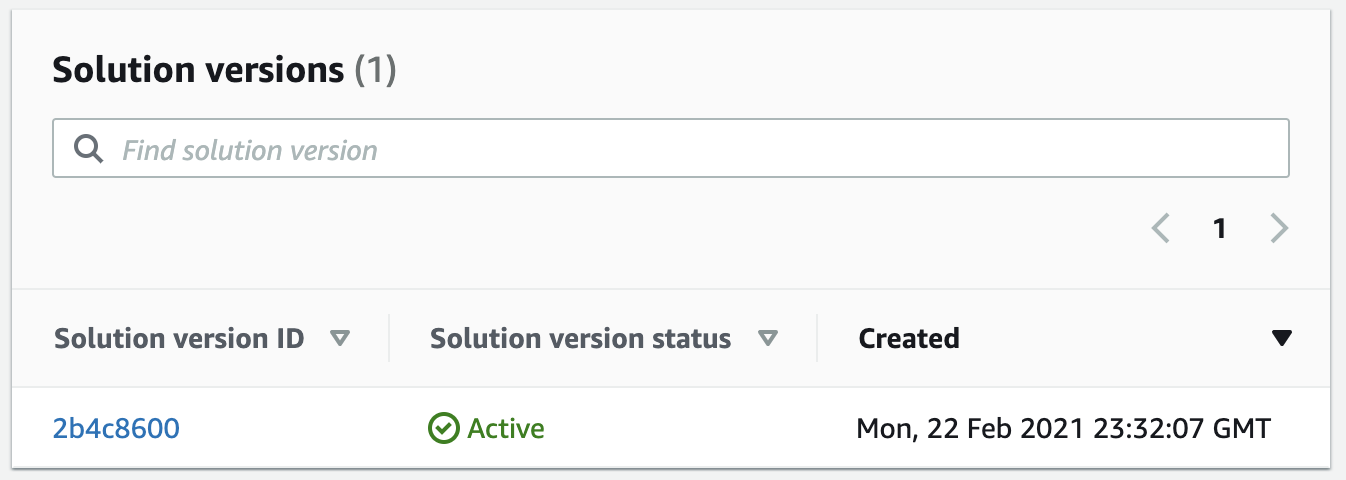 Solution versions (1)
Find solution version
1
Solution version ID Solution version status Created
2b4c8600 Active Mon, 22 Feb 2021 23:32:07 GMT